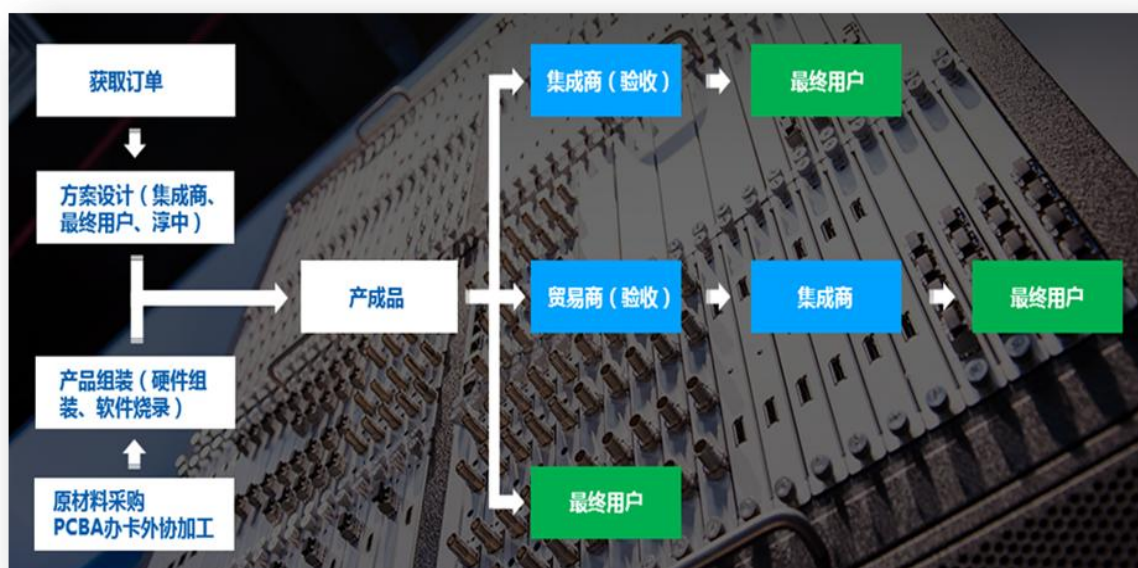 获取订单
方案设计（集成商、
最终用户、淳中）
产品组装（硬件组
装、软件烧录）
原材料采购
PCBA办卡外协加工
产成品
集成商（验收）
最终用户
贸易商（验收）
集成商
最终用户
最终用户